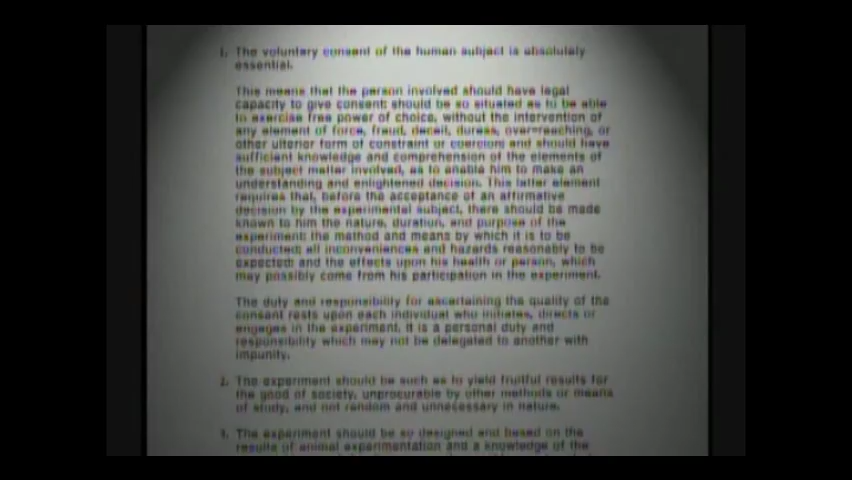 1. The voluntary consent of the human subject is absolutely
essential.
This means that the person involved should have legal
capacity to give consent; should be so situated as to be able
to exercise free power of choice, without the intervention of
any element of force, fraud, deceit, duress, over-reaching, or
other ulterior form of constraint or coercion; and should have
sufficient knowledge and comprehension of the elements of
the subject matter involved, as to enable him to make an
understanding and enlightened decision. This latter element
requires that, before the acceptance of an affirmative
decision by the experimental subject, there should be made
known to him the nature, duration, and purpose of the
experiment; the method and means by which it is to be
conducted; all inconveniences and hazards reasonably to be
expected; and the effects upon his health or person, which
may possibly come from his participation in the experiment.
The duty and responsibility for ascertaining the quality of the
consent rests upon each individual who initiates, directs or
engages in the experiment. It is a personal duty and
responsibility which may not be delegated to another with
impunity.
2. The experiment should be such as to yield fruitful results for
the good of society, unprocurable by other methods or means
of study, and not random and unnecessary in nature.
3. The experiment should be so designed and based on the
results of animal experimentation and a knowledge of the